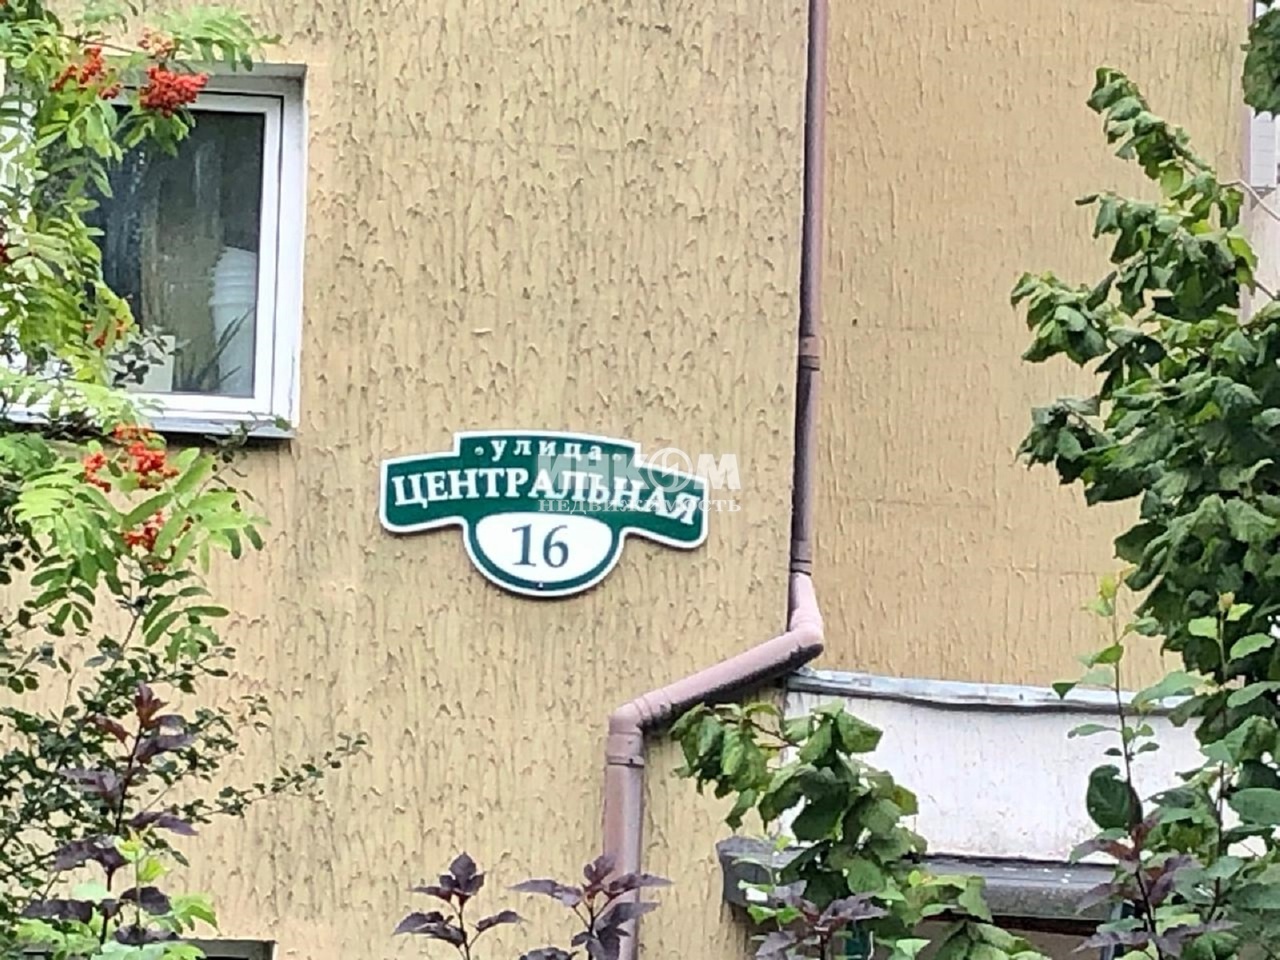 улица
ЦЕНТРАЛЬНАЯ
16
ИНКОМ
НЕДВИЖИМОСТЬ